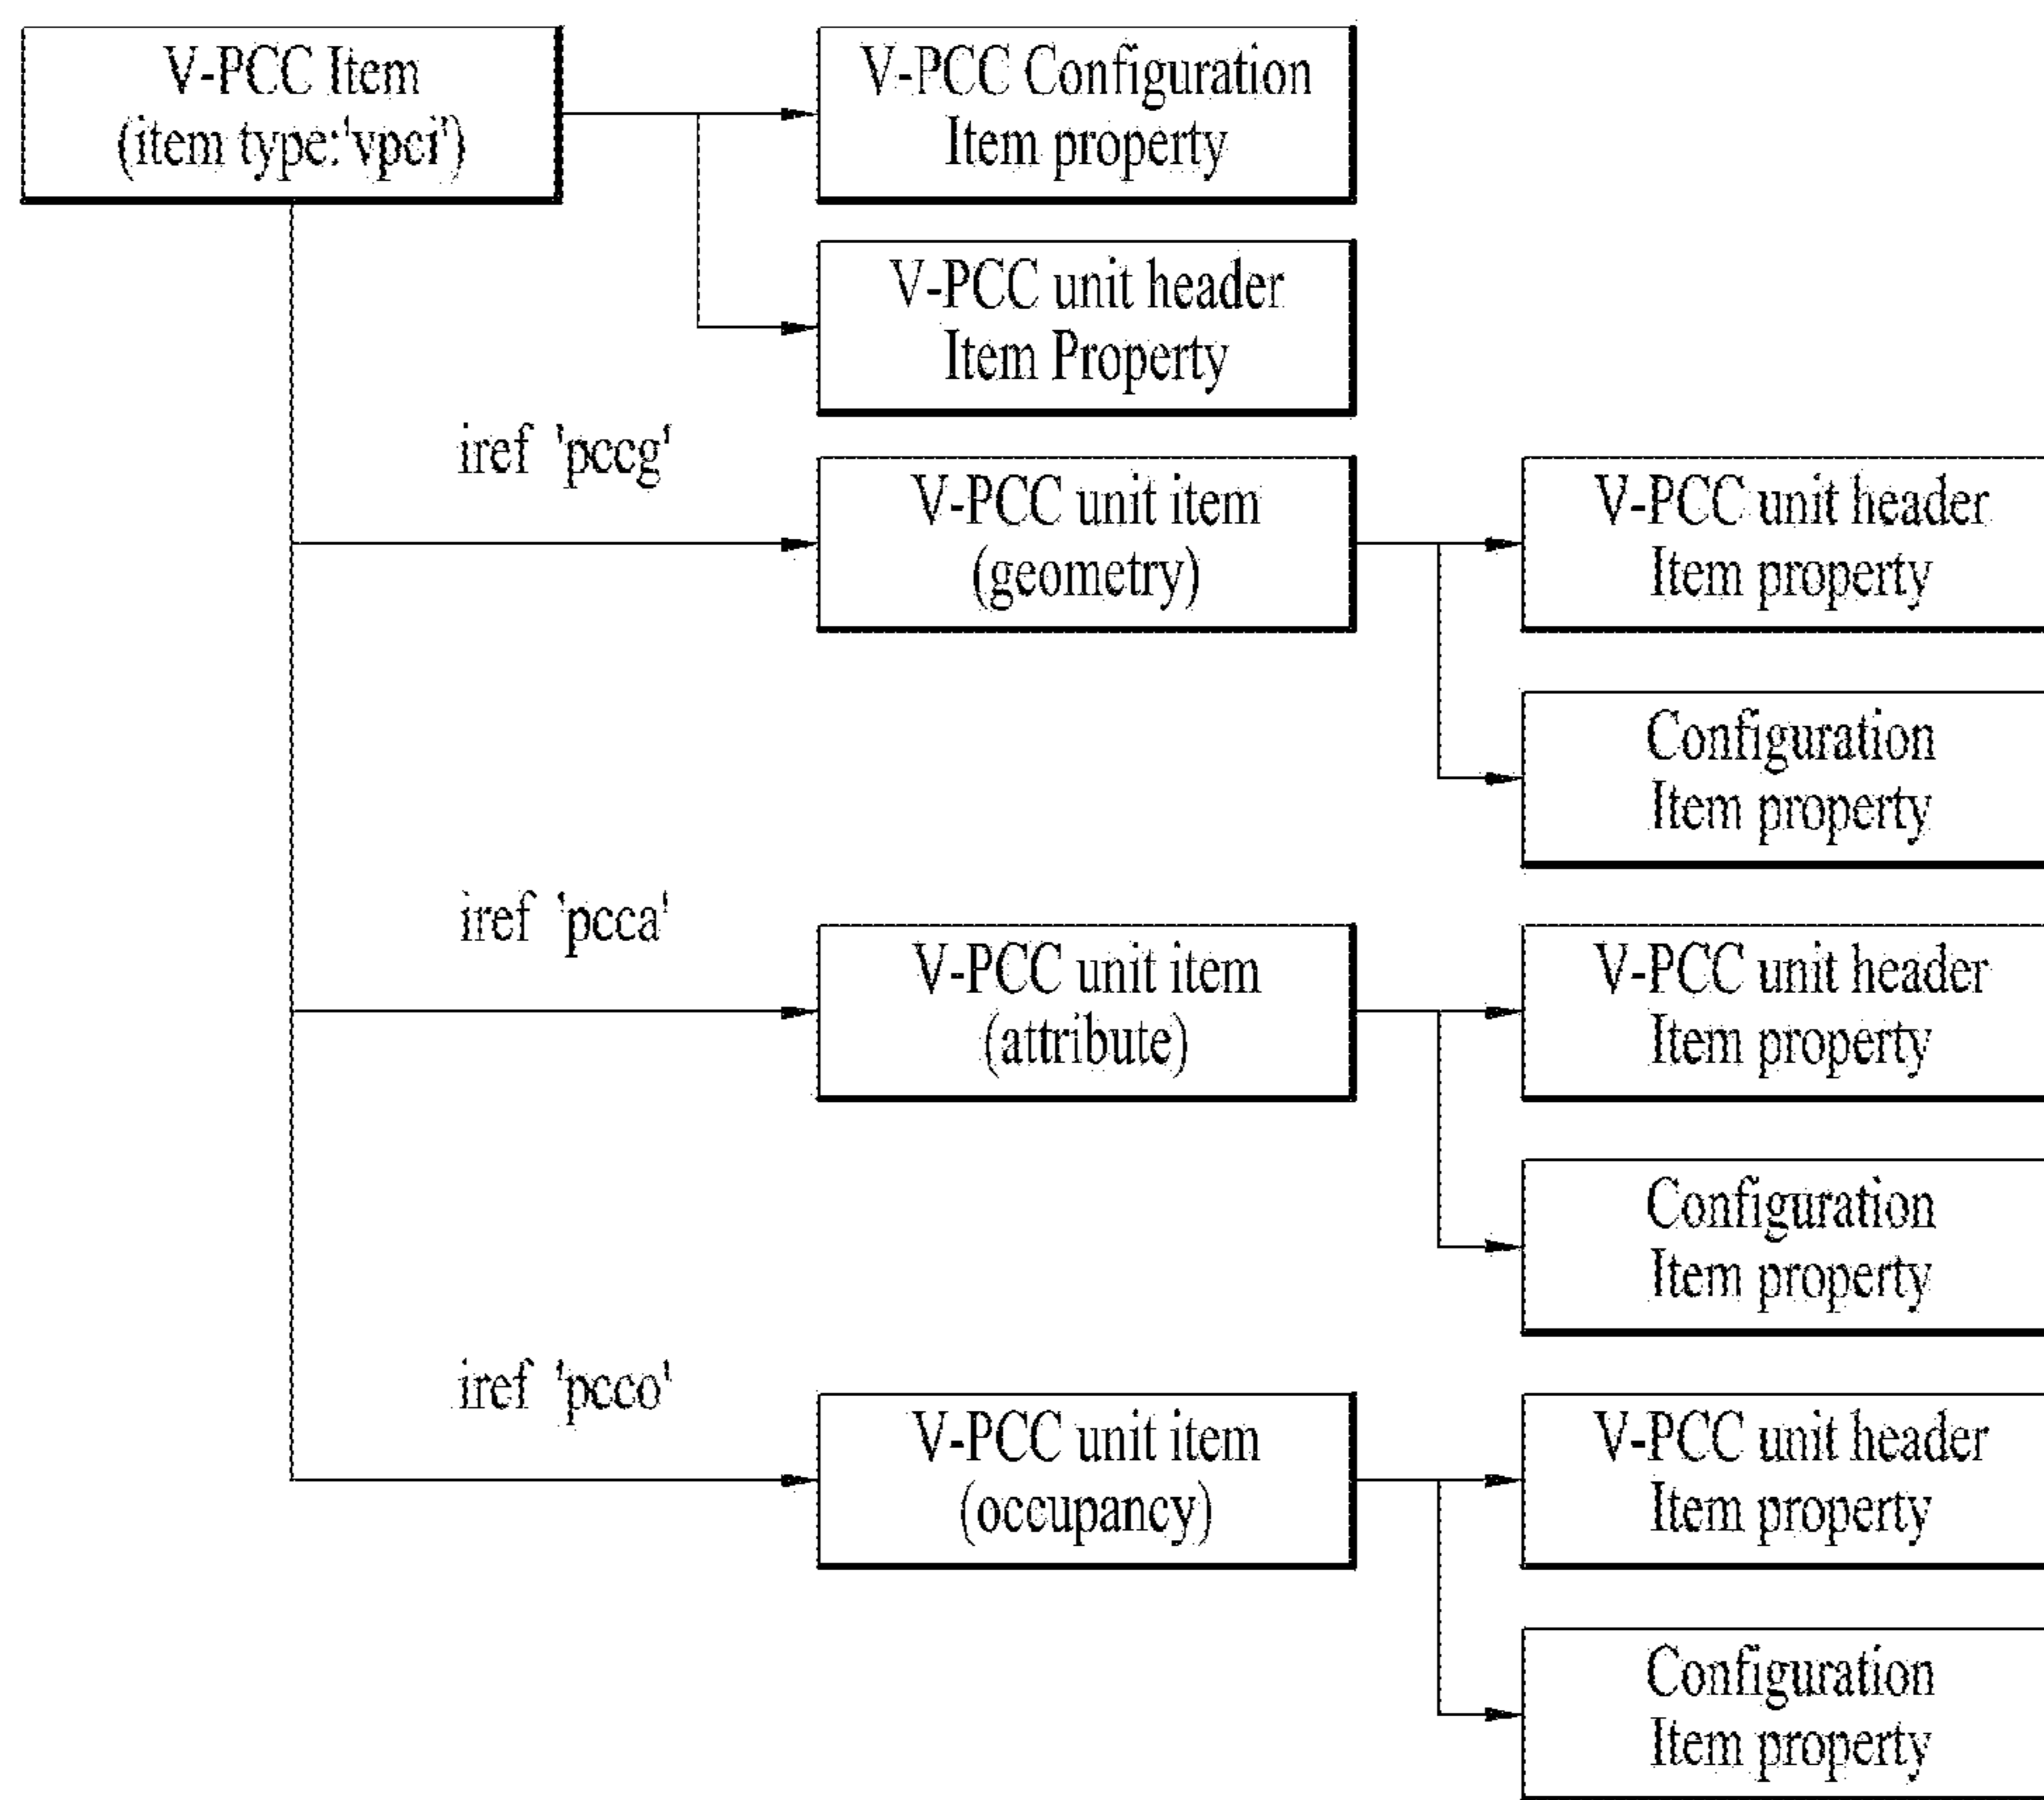 V-PCC Item
(item type:'vpci')
V-PCC Configuration
Item property
V-PCC unit header
Item Property
iref 'pccg'
V-PCC unit item
(geometry)
V-PCC unit header
Item property
Configuration
Item property
iref 'pcca'
V-PCC unit item
(attribute)
V-PCC unit header
Item property
Configuration
Item property
iref 'pcco'
V-PCC unit item
(occupancy)
V-PCC unit header
Item property
Configuration
Item property